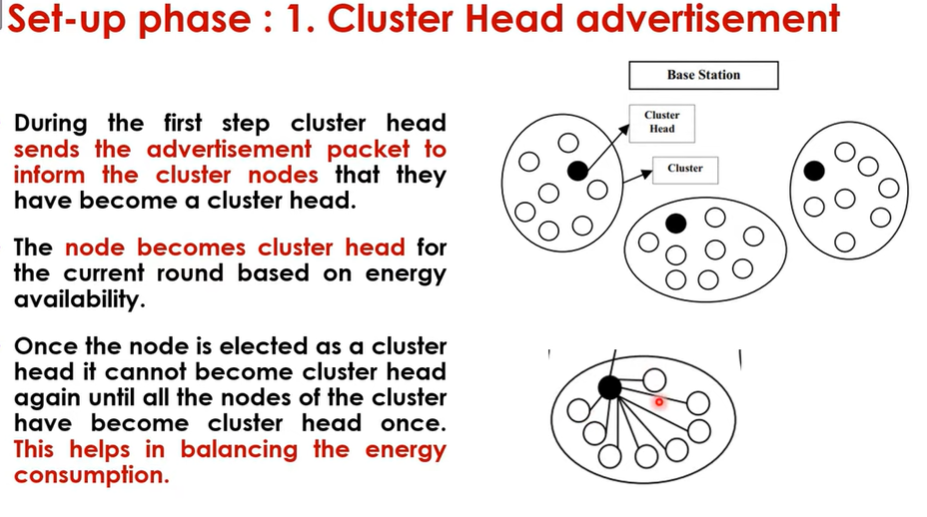 Set-up phase : 1. Cluster Head advertisement
During the first step cluster head
sends the advertisement packet to
inform the cluster nodes that they
have become a cluster head.
The node becomes cluster head for
the current round based on energy
availability.
Once the node is elected as a cluster
head it cannot become cluster head
again until all the nodes of the cluster
have become cluster head once.
This helps in balancing the energy
consumption.
Base Station
Cluster
Head
Cluster